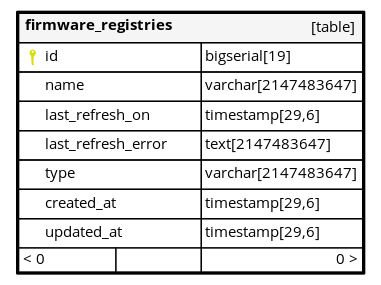 firmware_registries [table]
id bigserial[19]
name varchar[2147483647]
last_refresh_on timestamp[29,6]
last_refresh_error text[2147483647]
type varchar[2147483647]
created_at timestamp[29,6]
updated_at timestamp[29,6]
< 0 0 >